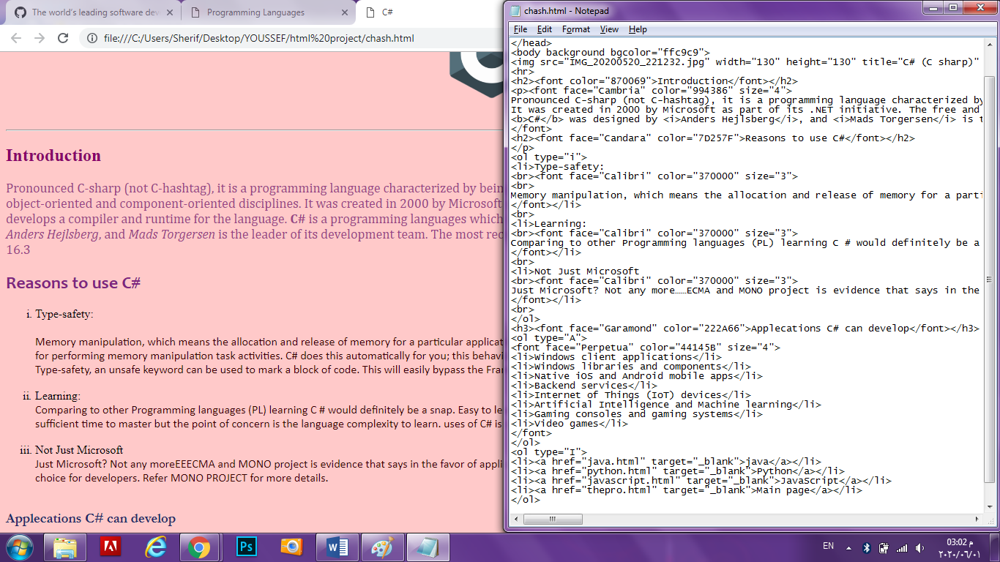 The world's leading software dev
Programming Languages
C#
file:///C:/Users/Sherif/Desktop/YOUSSEF/html%20project/chash.html
Introduction
Pronounced C-sharp (not C-hashtag), it is a programming language characterized by bein
object-oriented and component-oriented disciplines. It was created in 2000 by Microsoft
develops a compiler and runtime for the language. C# is a programming languages which
Anders Hejlsberg, and Mads Torgersen is the leader of its development team. The most rec
16.3
Reasons to use C#
i. Type-safety:
Memory manipulation, which means the allocation and release of memory for a particular applicat
for performing memory manipulation task activities. C# does this automatically for you; this behavi
Type-safety, an unsafe keyword can be used to mark a block of code. This will easily bypass the Fran
ii. Learning:
Comparing to other Programming languages (PL) learning C # would definitely be a snap. Easy to le
sufficient time to master but the point of concern is the language complexity to learn. uses of C# is
iii. Not Just Microsoft
Just Microsoft? Not any moreEEECMA and MONO project is evidence that says in the favor of appli
choice for developers. Refer MONO PROJECT for more details.
Applecations C# can develop
chash.html - Notepad
File Edit Format View Help
</head>
<body background bgcolor="ffc9c9">
<img src="IMG_20200520_221232.jpg" width="130" height="130" title="C# (C sharp)"
<hr>
<h2><font color="870069">Introduction</font></h2>
<p><font face="Cambria" color="994386" size="4">
Pronounced C-sharp (not C-hashtag), it is a programming language characterized by
It was created in 2000 by Microsoft as part of its .NET initiative. The free and
<b>C#</b> was designed by <i>Anders Hejlsberg</i>, and <i>Mads Torgersen</i> is t
</font>
<h2><font face="Candara" color="7D257F">Reasons to use C#</font></h2>
</p>
<ol type="i">
<li>Type-safety:
<br><font face="Calibri" color="370000" size="3">
<br>
Memory manipulation, which means the allocation and release of memory for a parti
</font></li>
<br>
<li>Learning:
<br><font face="Calibri" color="370000" size="3">
Comparing to other Programming languages (PL) learning C # would definitely be a
</font></li>
<br>
<li>Not Just Microsoft
<br><font face="Calibri" color="370000" size="3">
Just Microsoft? Not any more……ECMA and MONO project is evidence that says in the
</font></li>
<br>
</ol>
<h3><font face="Garamond" color="222A66">Applecations C# can develop</font></h3>
<ol type="A">
<font face="Perpetua" color="44145B" size="4">
<li>Windows client applications</li>
<li>Windows libraries and components</li>
<li>Native iOS and Android mobile apps</li>
<li>Backend services</li>
<li>Internet of Things (IoT) devices</li>
<li>Artificial Intelligence and Machine learning</li>
<li>Gaming consoles and gaming systems</li>
<li>Video games</li>
</font>
</ol>
<ol type="I">
<li><a href="java.html" target="_blank">java</a></li>
<li><a href="python.html" target="_blank">Python</a></li>
<li><a href="javascript.html" target="_blank">JavaScript</a></li>
<li><a href="thepro.html" target="_blank">Main page</a></li>
</ol>
Ps
W
EN
03:02 م
٢٠٢٠/٠٦/٠١